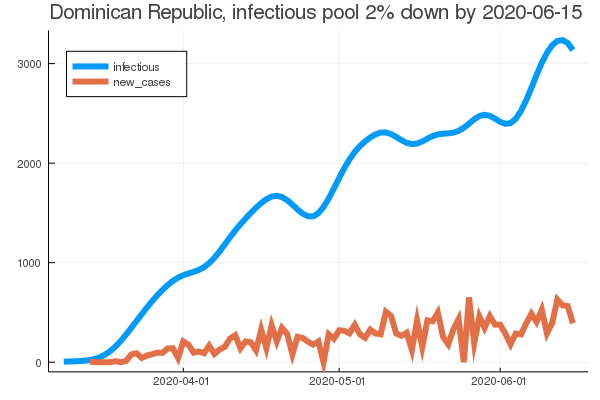 Dominican Republic, infectious pool 2% down by 2020-06-15
infectious
new_cases
3000
2000
1000
0
2020-04-01
2020-05-01
2020-06-01